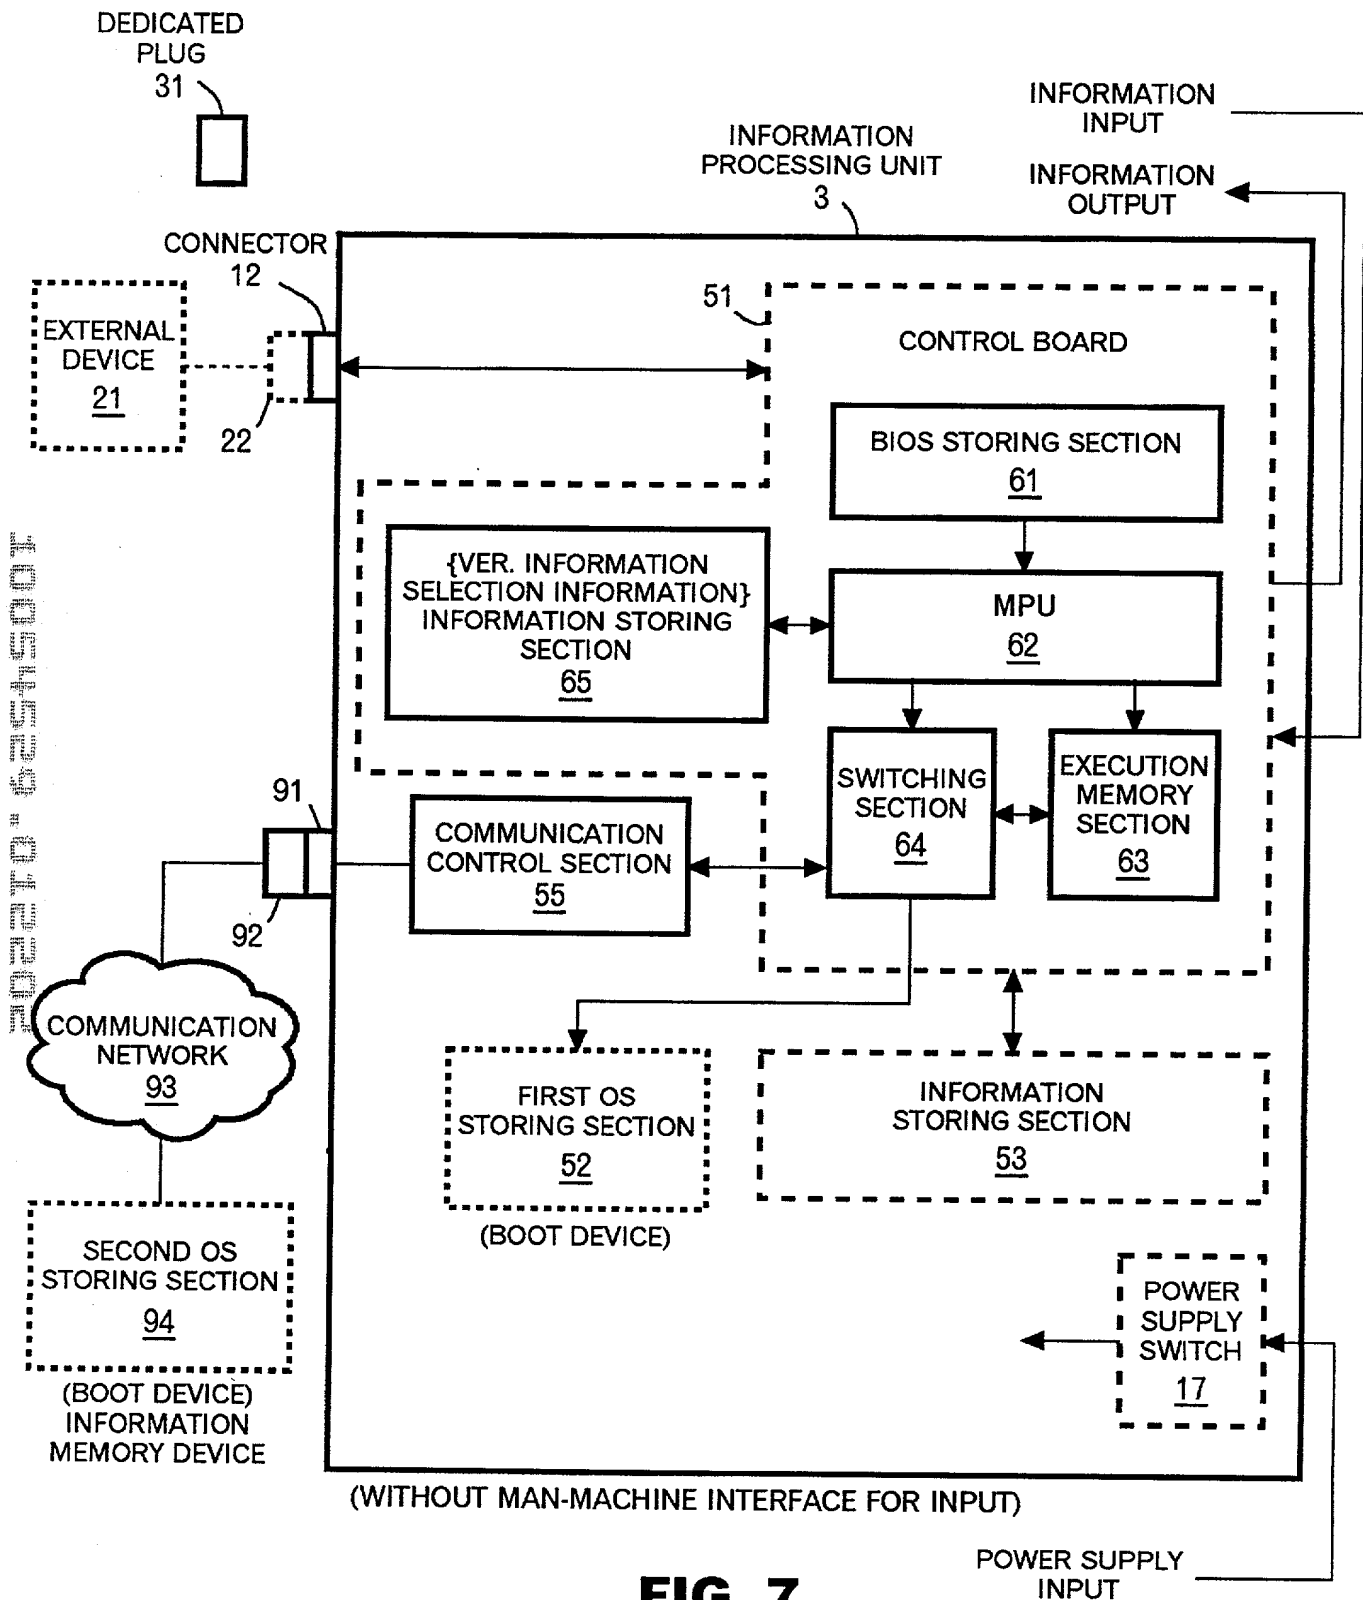 DEDICATED
PLUG
31
INFORMATION
INPUT
INFORMATION
PROCESSING UNIT
3
INFORMATION
OUTPUT
CONNECTOR
12
EXTERNAL
DEVICE
21
22
51
CONTROL BOARD
BIOS STORING SECTION
61
{VER. INFORMATION
SELECTION INFORMATION}
INFORMATION STORING
SECTION
65
MPU
62
SWITCHING
SECTION
64
EXECUTION
MEMORY
SECTION
63
91
92
COMMUNICATION
CONTROL SECTION
55
COMMUNICATION
NETWORK
93
FIRST OS
STORING SECTION
52
(BOOT DEVICE)
INFORMATION
STORING SECTION
53
SECOND OS
STORING SECTION
94
(BOOT DEVICE)
INFORMATION
MEMORY DEVICE
POWER
SUPPLY
SWITCH
17
(WITHOUT MAN-MACHINE INTERFACE FOR INPUT)
POWER SUPPLY
INPUT
FIG. 7